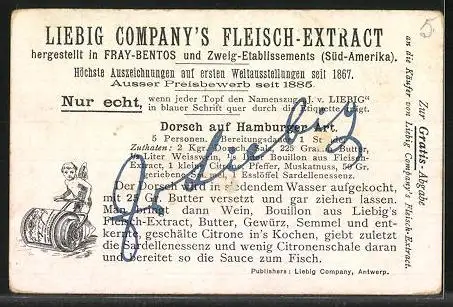 LIEBIG COMPANY'S FLEISCH-EXTRACT
hergestellt in FRAY-BENTOS und Zweig-Etablissements (Süd-Amerika).
Höchste Auszeichnungen auf ersten Weltausstellungen seit 1867.
Ausser Preisbewerb seit 1885.
Nur echt, wenn jeder Topf den Namenszug J. v. LIEBIG"
in blauer Schrift quer durch die Etiquette trägt.
Dorsch auf Hamburger Art.
5 Personen. Bereitungsdauer 1 St
Zuthaten: 2 Kgr. Salz, 225 Gramm Butter,
Liter Weisswein, Bouillon aus Fleisch-
Extract, 1 kleine Citrone, Pfeffer, Muskatnuss, 50 Gr.
geriebene Esslöffel Sardellenessenz.
Der Dorsch wird in siedendem Wasser aufgekocht,
mit 25 Gr. Butter versetzt und gar ziehen lassen.
Man bringt dann Wein, Bouillon aus Liebig's
Fleisch-Extract, Butter, Gewürz, Semmel und ent-
kernte, geschälte Citrone in's Kochen, giebt zuletzt
die Sardellenessenz und wenig Citronenschale daran
und bereitet so die Sauce zum Fisch.
Publishers: Liebig Company, Antwerp.
J v Liebig
Zur Gratis-Abgabe
an die Käufer von Liebig Company's Fleisch-Extract.
5.